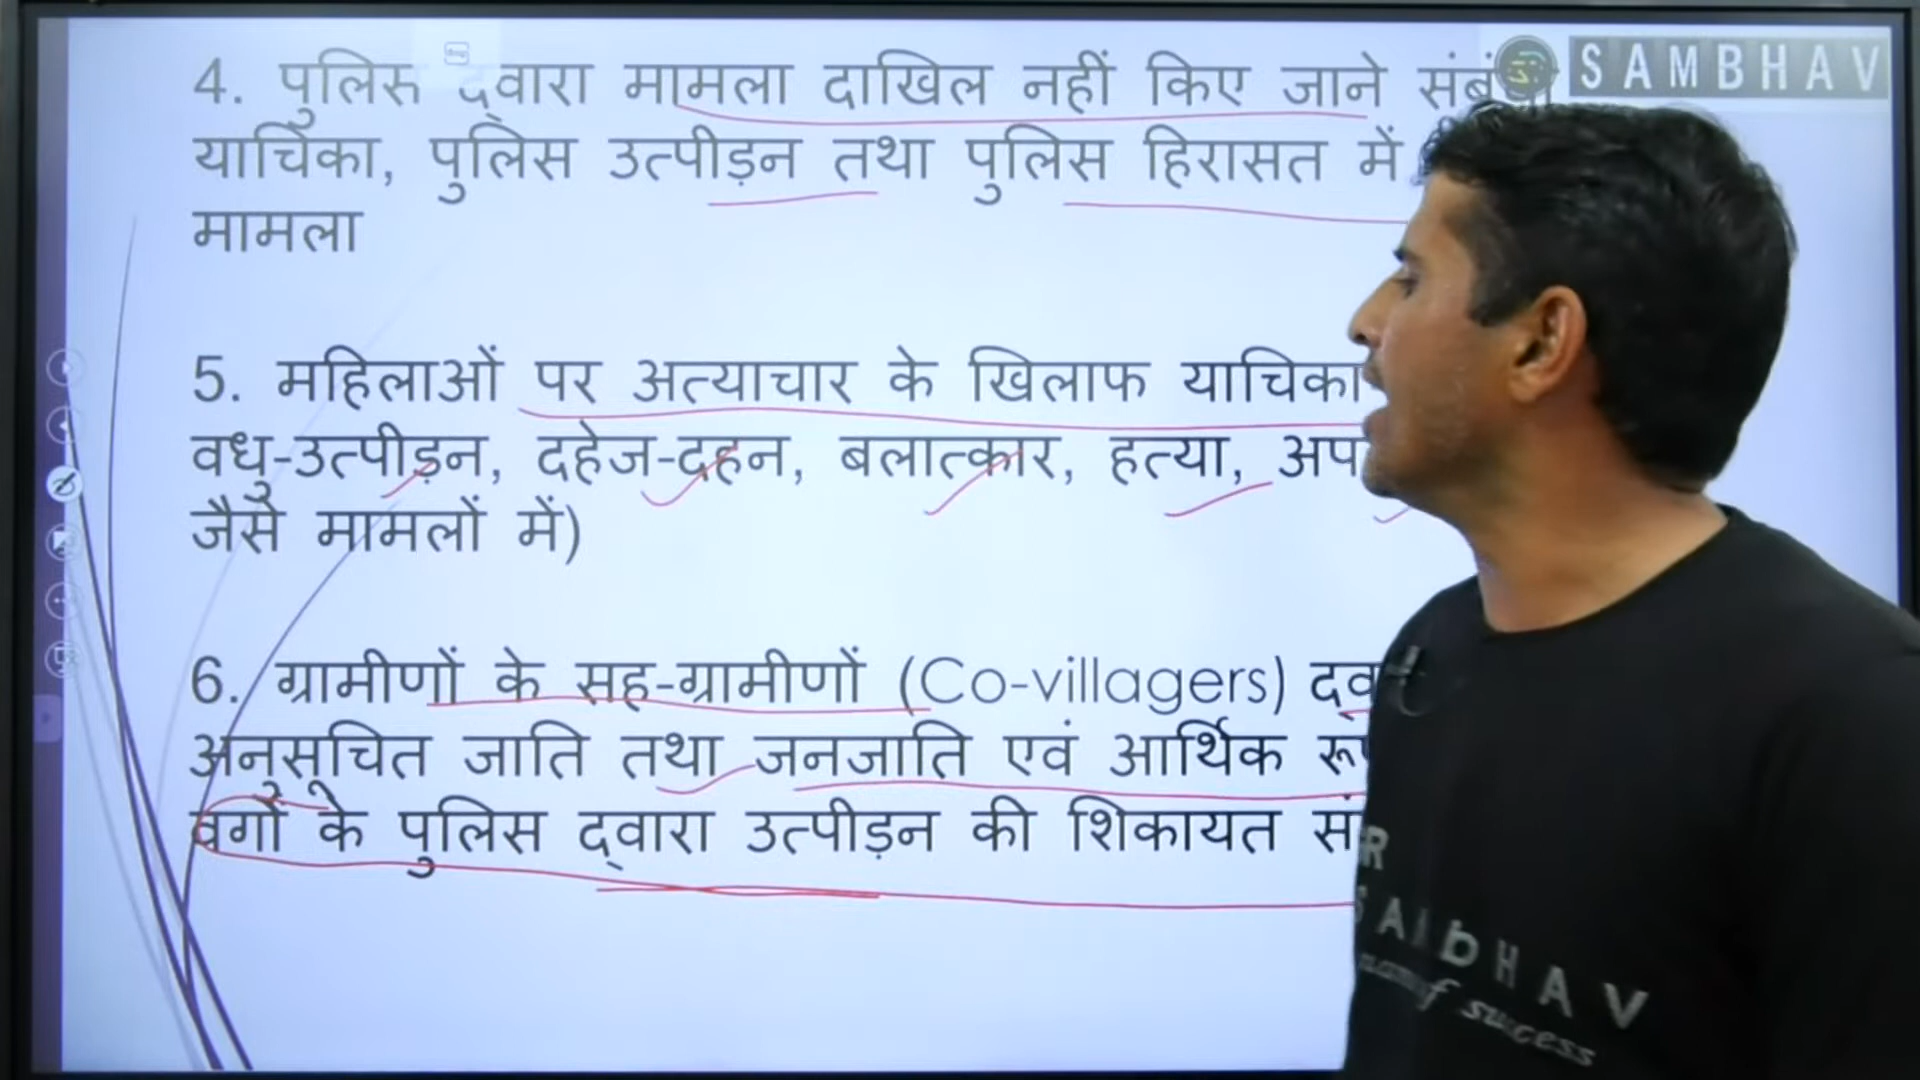 4. पुलिस द्वारा मामला दाखिल नहीं किए जाने
SAMBHAV
याचिका, पुलिस उत्पीड़न तथा पुलिस हिरासत में
मामला
5. महिलाओं पर अत्याचार के खिलाफ याचिका
वधु-उत्पीड़न, दहेज-दहन, बलात्कार, हत्या,
जैसे मामलों में)
6. ग्रामीणों के सह-ग्रामीणों (Co-villagers)
अनुसूचित जाति तथा जनजाति एवं आर्थिक
वर्गों के पुलिस द्वारा उत्पीड़न की शिकायत
success